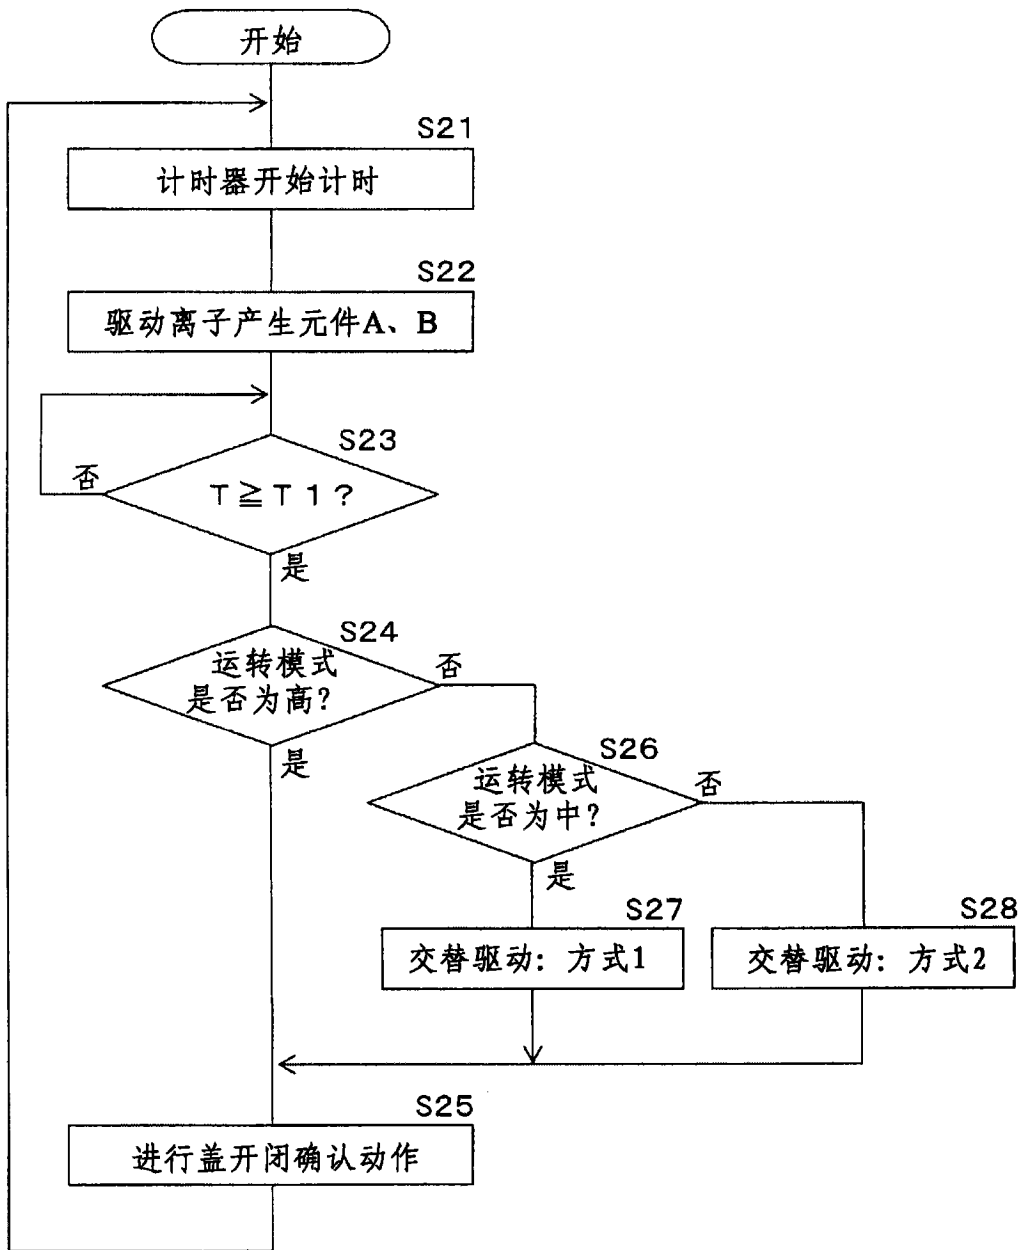 开始
S21
计时器开始计时
S22
驱动离子产生元件A、B
S23
否
T≧T1?
是
S24
运转模式
是否为高?
否
是
S26
运转模式
是否为中?
否
是
S27
交替驱动: 方式1
S28
交替驱动: 方式2
S25
进行盖开闭确认动作